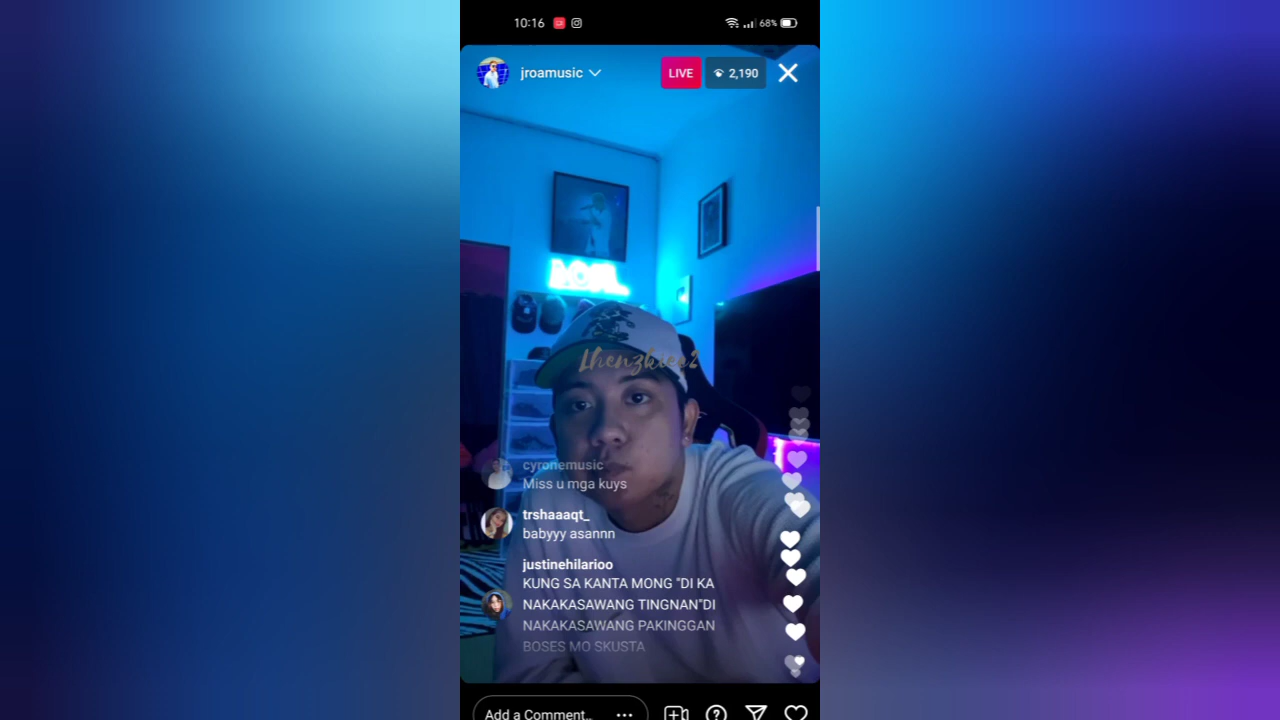 10:16
68%
jroamusic
LIVE
2,190
Lhenzkiee2
cyronemusic
Miss u mga kuys
trshaaaqt_
babyyy asannn
justinehilarioo
KUNG SA KANTA MONG "DI KA
NAKAKASAWANG TINGNAN"DI
NAKAKASAWANG PAKINGGAN
BOSES MO SKUSTA
Add a Comment..